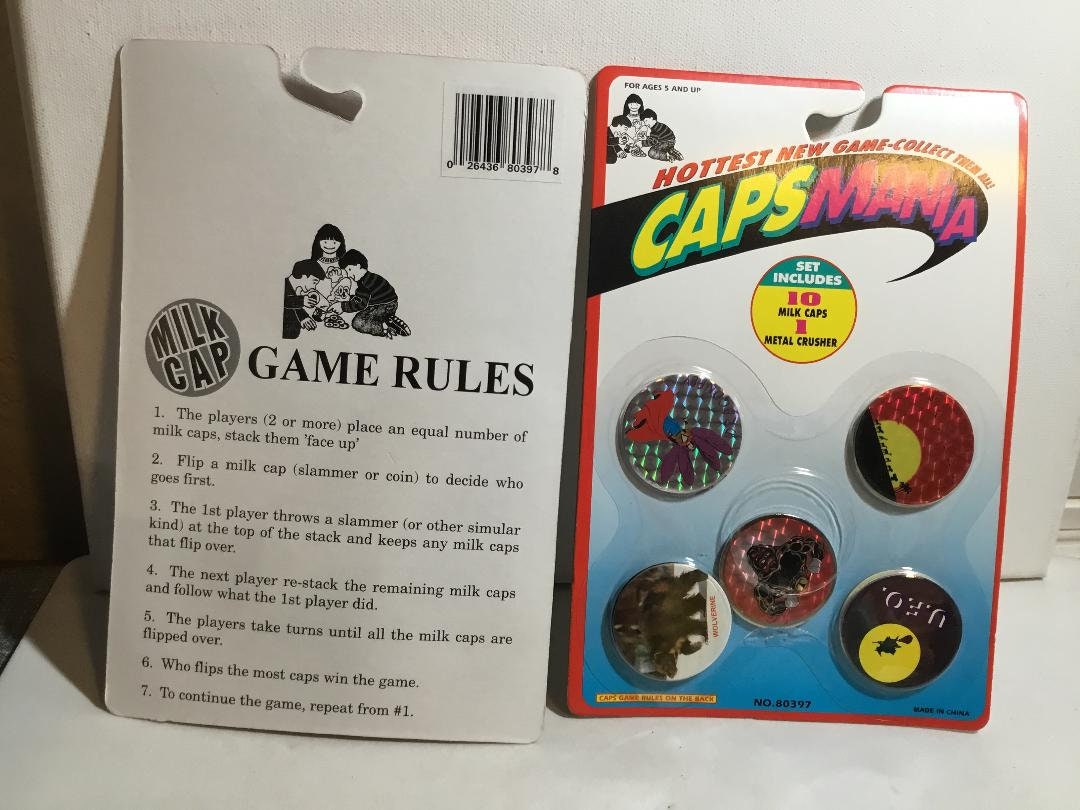 0 26436 80397 8
MILK
CAP
GAME RULES
1. The players (2 or more) place an equal number of
milk caps, stack them 'face up'
2. Flip a milk cap (slammer or coin) to decide who
goes first.
3. The 1st player throws a slammer (or other simular
kind) at the top of the stack and keeps any milk caps
that flip over.
4. The next player re-stack the remaining milk caps
and follow what the 1st player did.
5. The players take turns until all the milk caps are
flipped over.
6. Who flips the most caps win the game.
7. To continue the game, repeat from #1.
FOR AGES 5 AND UP
HOTTEST NEW GAME-COLLECT THEM ALL!
CAPSMANIA
SET
INCLUDES
10
MILK CAPS
1
METAL CRUSHER
WOLVERINE
U.F.O.
CAPS GAME RULES ON THE BACK
NO.80397
MADE IN CHINA